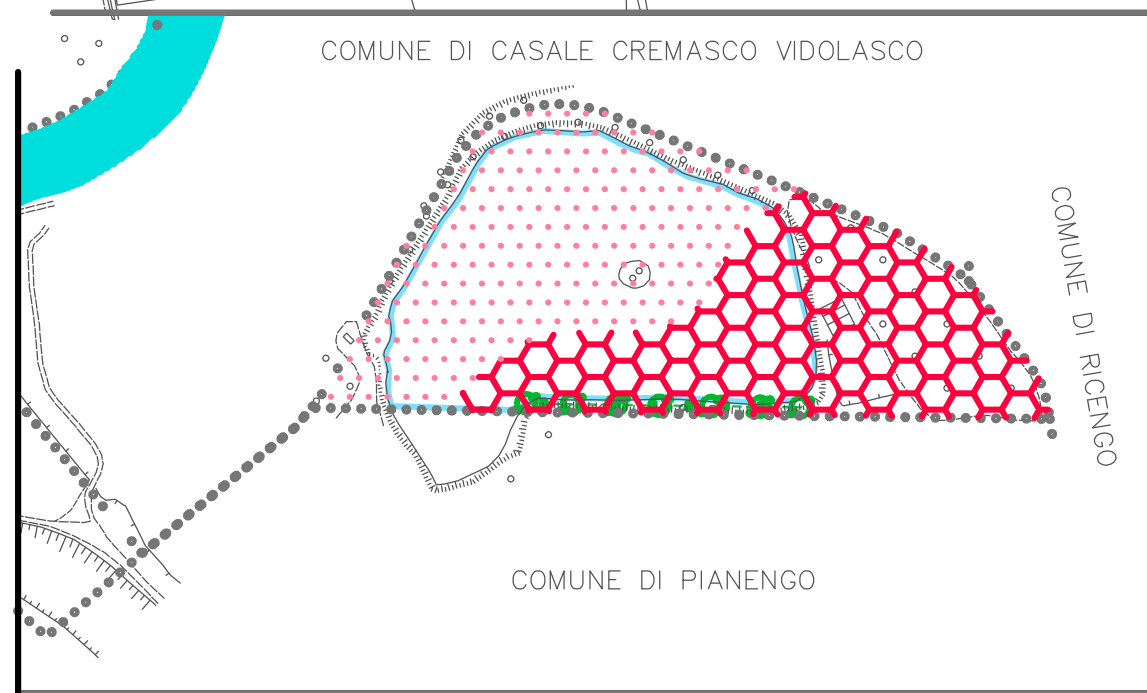 COMUNE DI CASALE CREMASCO VIDOLASCO
COMUNE DI RICENGO
COMUNE DI PIANENGO